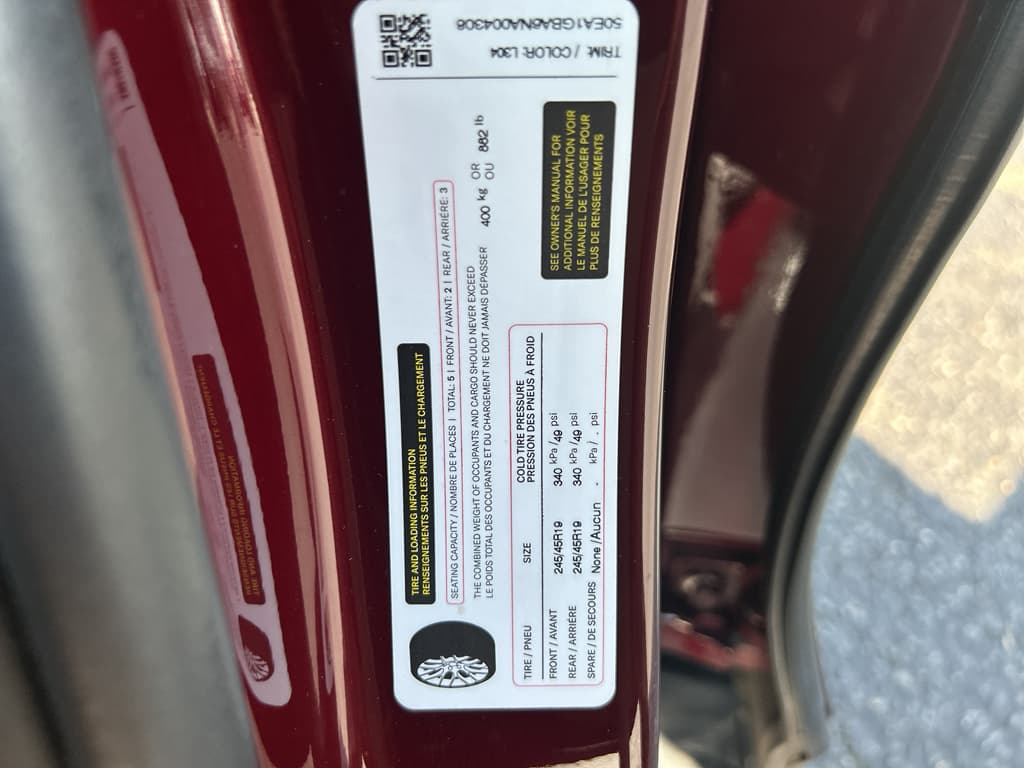 TIRE AND LOADING INFORMATION
RENSEIGNEMENTS SUR LES PNEUS ET LE CHARGEMENT
SEATING CAPACITY / NOMBRE DE PLACES | TOTAL: 5 | FRONT / AVANT: 2 | REAR / ARRIÈRE: 3
THE COMBINED WEIGHT OF OCCUPANTS AND CARGO SHOULD NEVER EXCEED
LE POIDS TOTAL DES OCCUPANTS ET DU CHARGEMENT NE DOIT JAMAIS DÉPASSER
400 kg OR
OU 882 lb
TIRE / PNEU SIZE COLD TIRE PRESSURE
PRESSION DES PNEUS À FROID
FRONT / AVANT 245/45R19 340 kPa / 49 psi
REAR / ARRIÈRE 245/45R19 340 kPa / 49 psi
SPARE / DE SECOURS None /Aucun - kPa / - psi
SEE OWNER'S MANUAL FOR
ADDITIONAL INFORMATION VOIR
LE MANUEL DE L'USAGER POUR
PLUS DE RENSEIGNEMENTS
TRIM: / COLOR: L304
50EA1GBA6NA004306